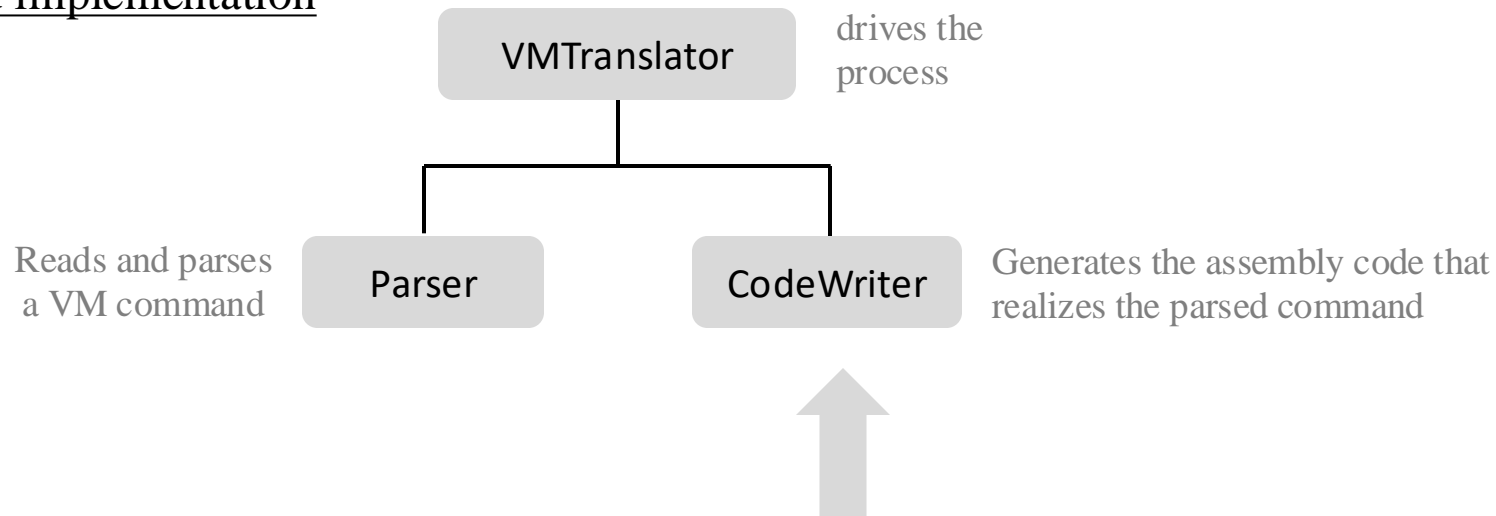 implementation
VMTranslator
drives the
process
Reads and parses
a VM command
Parser
CodeWriter
Generates the assembly code that
realizes the parsed command